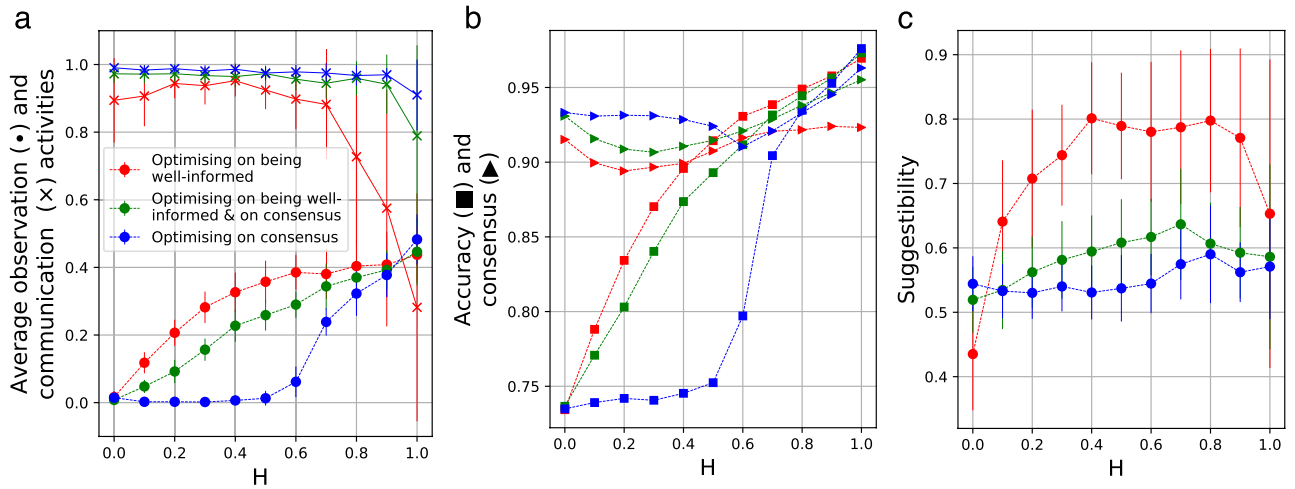 a
Average observation (•) and
communication (×) activities
1.0
0.8
0.6
0.4
0.2
0.0
Optimising on being
well-informed
Optimising on being well-
informed & on consensus
Optimising on consensus
0.0 0.2 0.4 0.6 0.8 1.0
H
b
Accuracy (■) and
consensus (▶)
0.95
0.90
0.85
0.80
0.75
0.0 0.2 0.4 0.6 0.8 1.0
H
c
Suggestibility
0.9
0.8
0.7
0.6
0.5
0.4
0.0 0.2 0.4 0.6 0.8 1.0
H